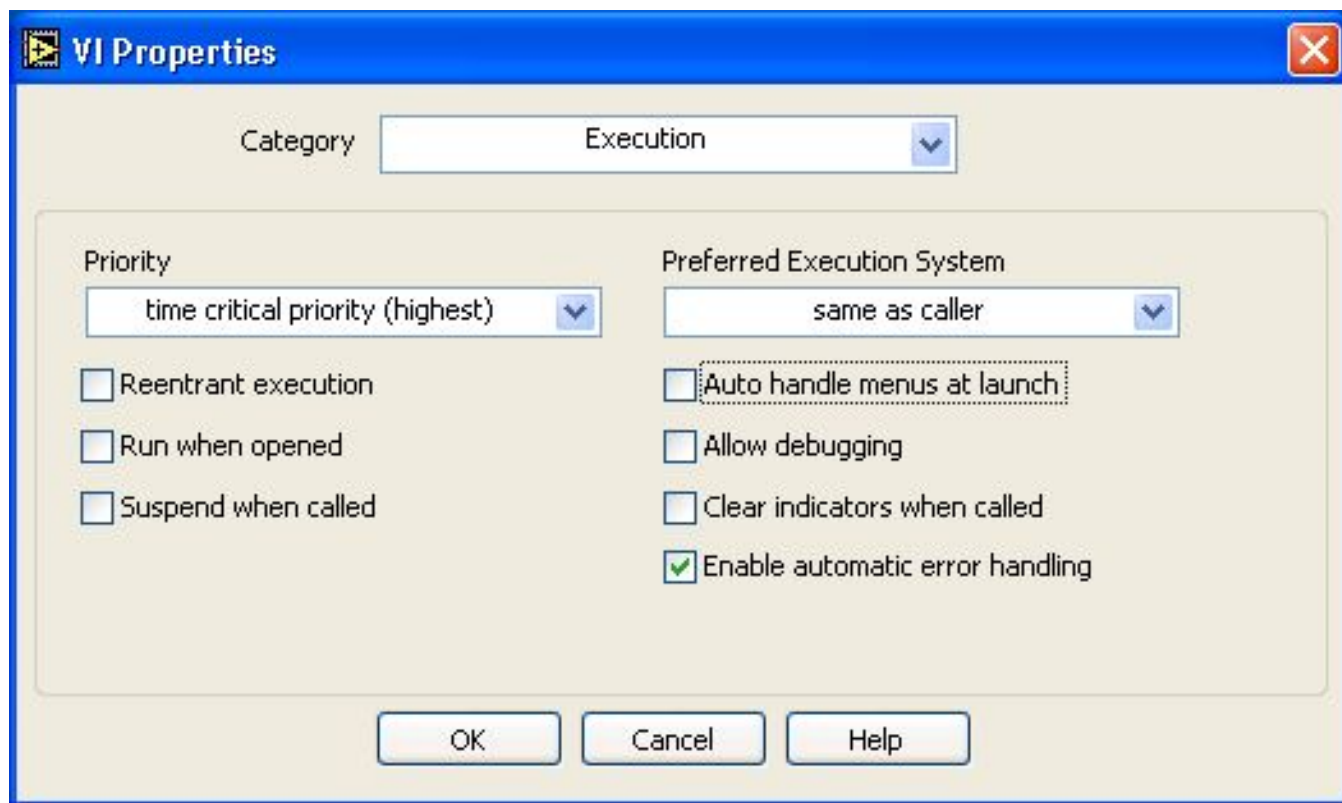 VI Properties
Category
Execution
Priority
Preferred Execution System
time critical priority (highest)
same as caller
Reentrant execution
Auto handle menus at launch
Run when opened
Allow debugging
Suspend when called
Clear indicators when called
Enable automatic error handling
OK
Cancel
Help